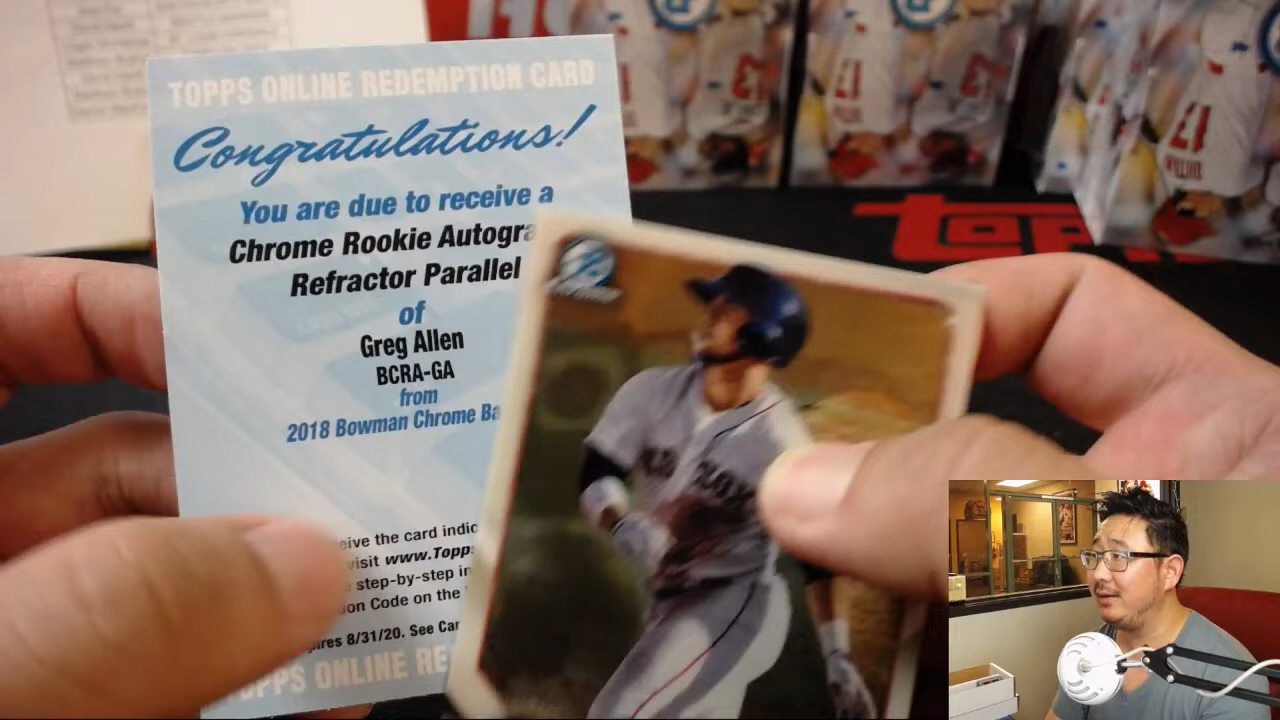 TOPPS ONLINE REDEMPTION CARD
Congratulations!
You are due to receive a
Chrome Rookie Autogra
Refractor Parallel
of
Greg Allen
BCRA-GA
from
2018 Bowman Chrome Ba
eive the card indic
visit www.Topps
step-by-step in
on Code on the
ires 8/31/20. See Car
OPPS ONLINE RE
topp
17